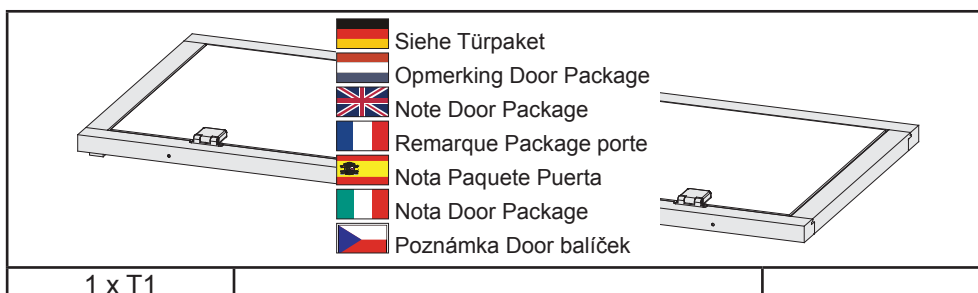 Siehe Türpaket
Opmerking Door Package
Note Door Package
Remarque Package porte
Nota Paquete Puerta
Nota Door Package
Poznámka Door balíček
1 x T1